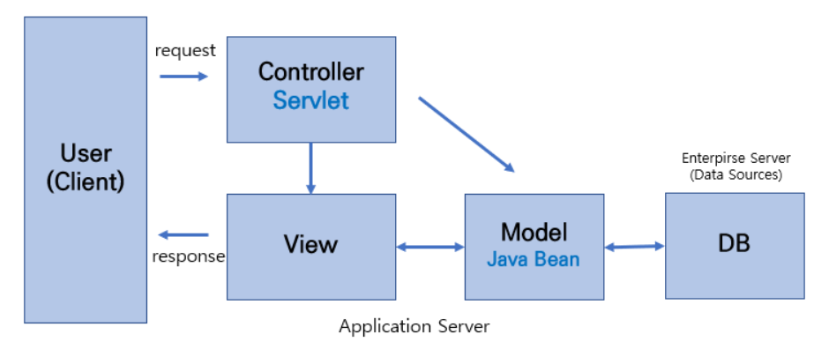 request
Controller
Servlet
User
(Client)
Enterpirse Server
(Data Sources)
View
Model
Java Bean
DB
response
Application Server